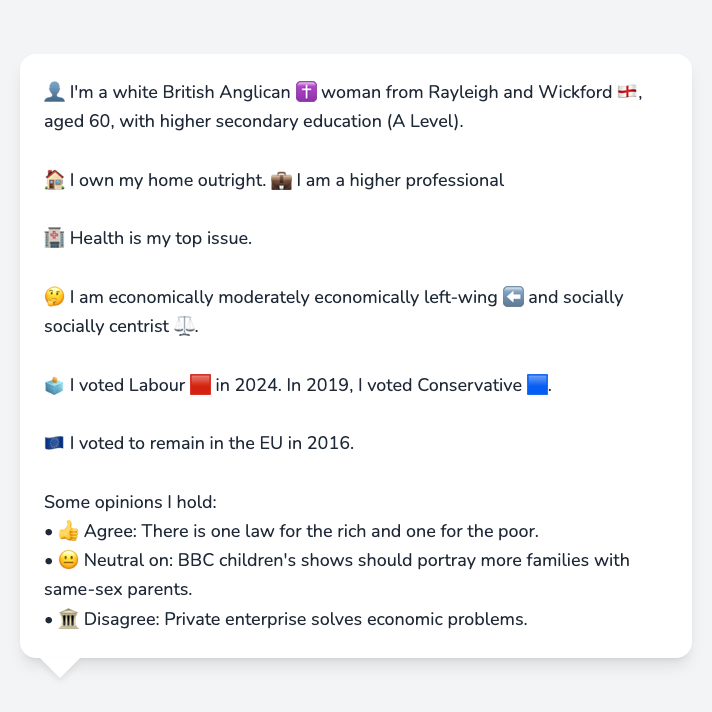 👤 I'm a white British Anglican ✝️ woman from Rayleigh and Wickford 🏴󠁧󠁢󠁥󠁮󠁧󠁿,
aged 60, with higher secondary education (A Level).
🏠 I own my home outright. 💼 I am a higher professional
🏥 Health is my top issue.
🤔 I am economically moderately economically left-wing ⬅️ and socially
socially centrist ⚖️.
🗳️ I voted Labour 🟥 in 2024. In 2019, I voted Conservative 🟦.
🇪🇺 I voted to remain in the EU in 2016.
Some opinions I hold:
• 👍 Agree: There is one law for the rich and one for the poor.
• 😐 Neutral on: BBC children's shows should portray more families with
same-sex parents.
• 🏛️ Disagree: Private enterprise solves economic problems.